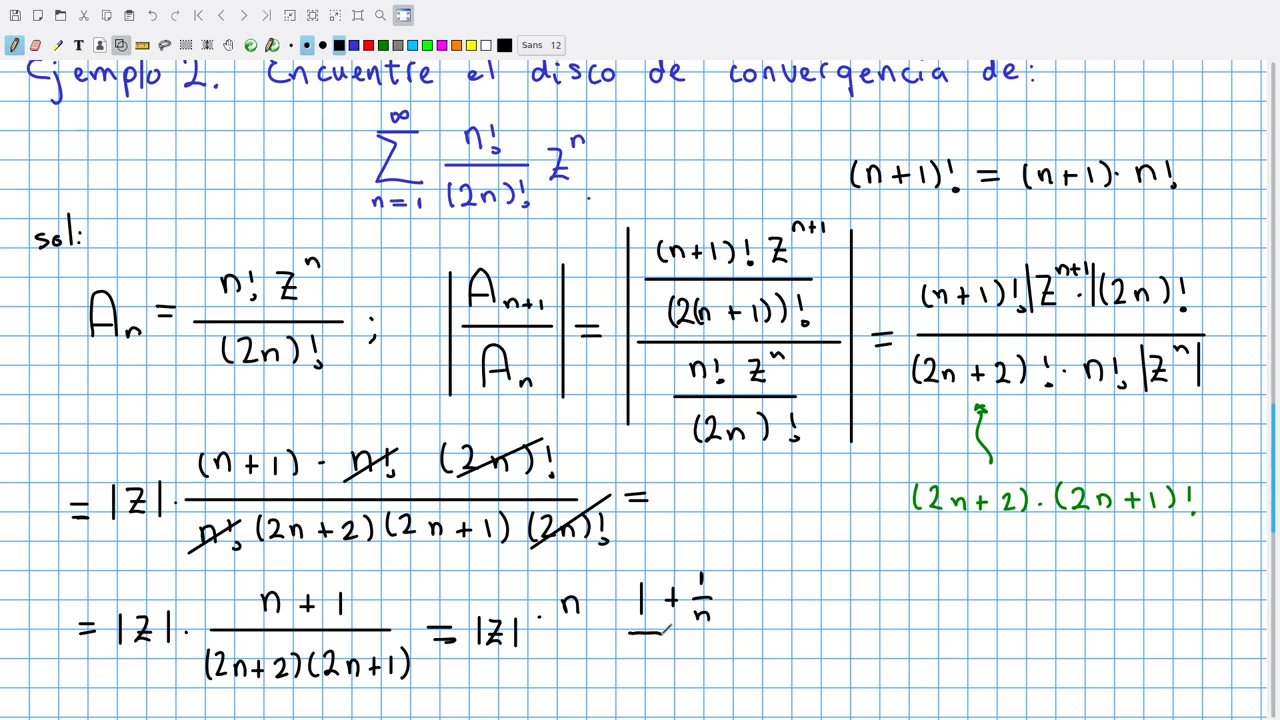 Sans 12
Ejemplo 2. Encuentre el disco de convergencia de:
∑_{n=1}^{∞} n!/(2n)! z^n.
(n+1)! = (n+1)· n!
sol:
A_n = n! z^n/(2n)! ; |A_{n+1}/A_n| = |((n+1)! z^{n+1}/(2(n+1))!)/(n! z^n/(2n)!)| = (n+1)!|z^{n+1}·|(2n)!/((2n+2)!· n! |z^n|)
= |z|· (n+1)· n! (2n)!/(n! (2n+2)(2n+1)(2n)!) =
(2n+2)·(2n+1)!
= |z|· (n+1)/((2n+2)(2n+1)) = |z| · n 1 + 1/n